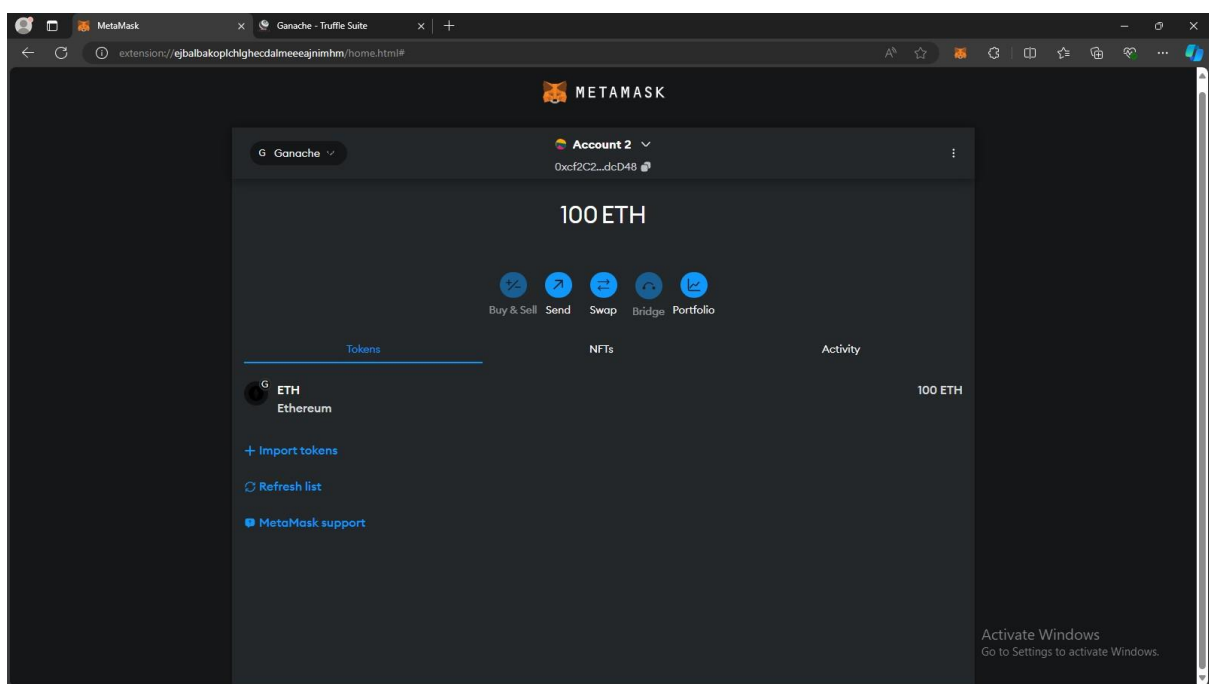 MetaMask
Ganache - Truffle Suite
extension://ejbalbakoplchlghecdalmeeeajnimhm/home.html#
METAMASK
G Ganache
Account 2
0xcf2C2...dcD48
100 ETH
Buy & Sell Send Swap Bridge Portfolio
Tokens NFTs Activity
G
ETH 100 ETH
Ethereum
+ Import tokens
Refresh list
MetaMask support
Activate Windows
Go to Settings to activate Windows.